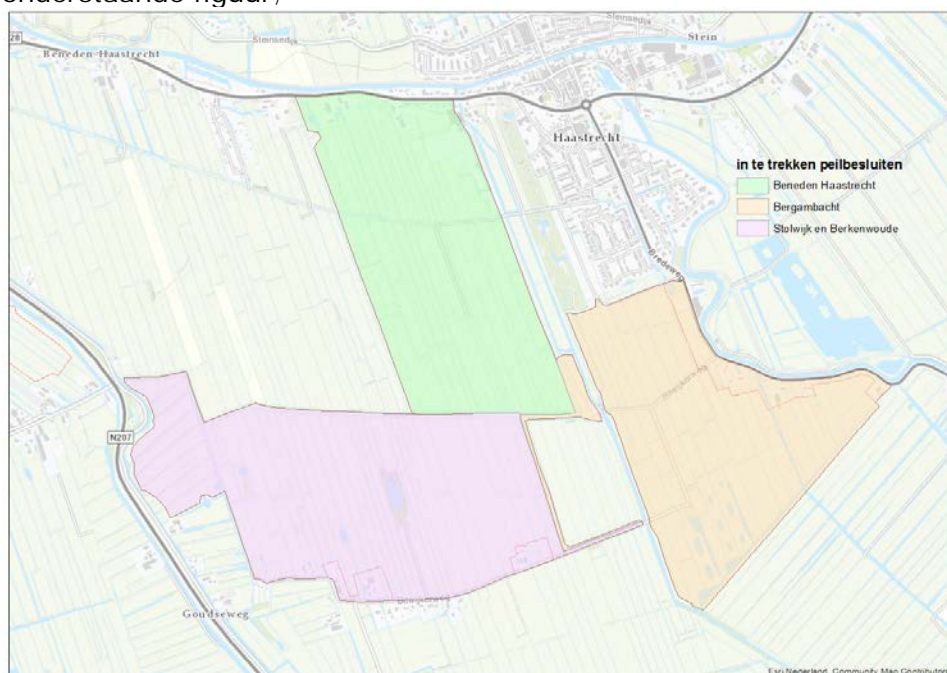 onderstaande figuur)
28
Steinsedijk
Stein
Beneden Haastrecht
Haastrecht
in te trekken peilbesluiten
Beneden Haastrecht
Bergambacht
Stolwijk en Berkenwoude
Bredeweg
N207
Goudseweg
Esri Nederland, Community Map Contributors